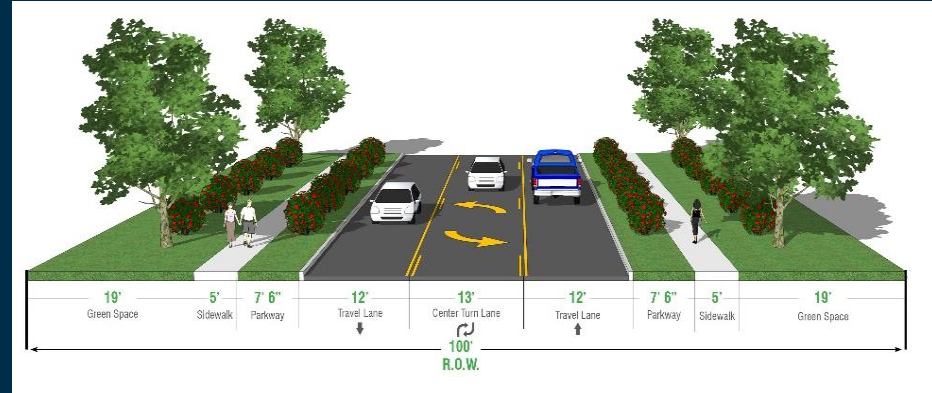 19' 5' 7' 6" 12' 13' 12' 7' 6" 5' 19'
Green Space Sidewalk Parkway Travel Lane Center Turn Lane Travel Lane Parkway Sidewalk Green Space
100'
R.O.W.